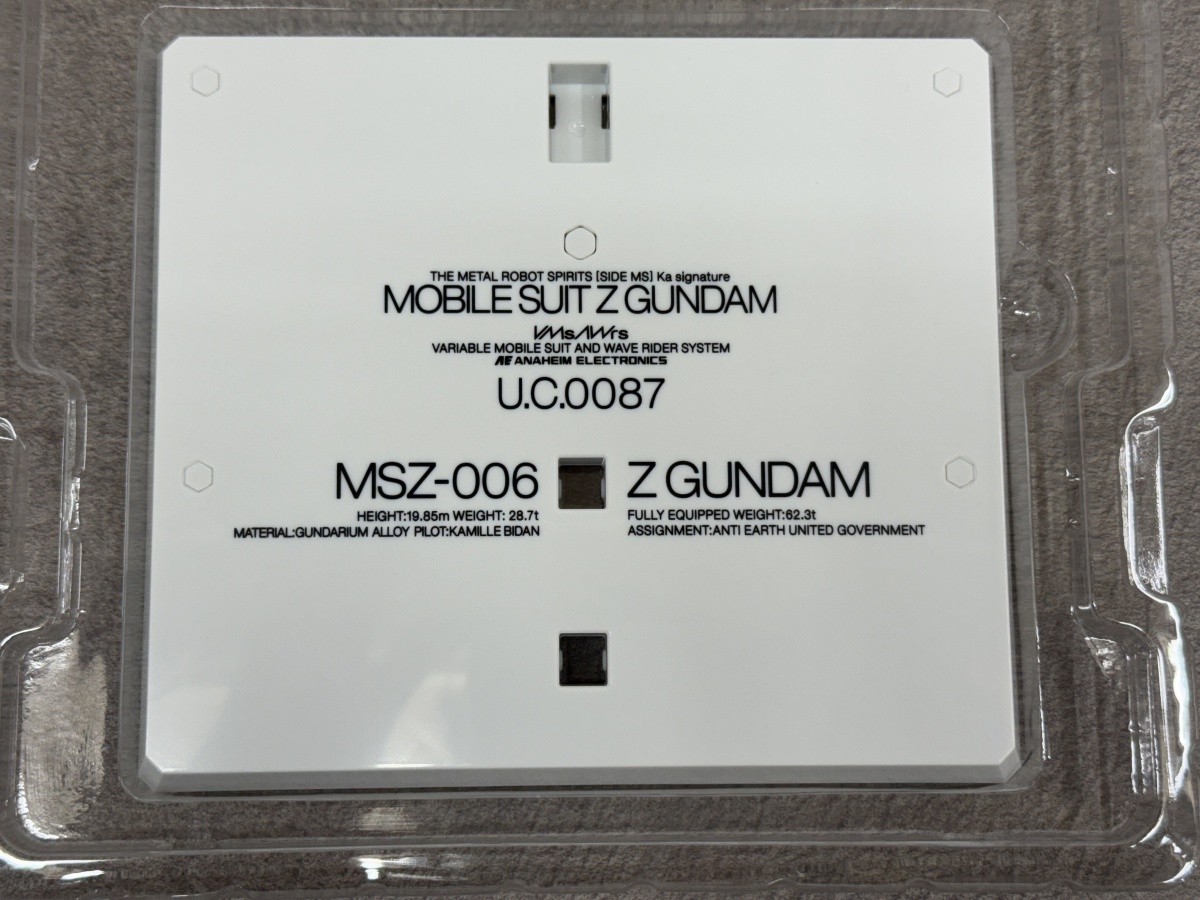 THE METAL ROBOT SPIRITS [SIDE MS] Ka signature
MOBILE SUIT Z GUNDAM
VMsAWrs
VARIABLE MOBILE SUIT AND WAVE RIDER SYSTEM
AE ANAHEIM ELECTRONICS
U.C.0087
MSZ-006
HEIGHT:19.85m WEIGHT: 28.7t
MATERIAL:GUNDARIUM ALLOY PILOT:KAMILLE BIDAN
Z GUNDAM
FULLY EQUIPPED WEIGHT:62.3t
ASSIGNMENT:ANTI EARTH UNITED GOVERNMENT